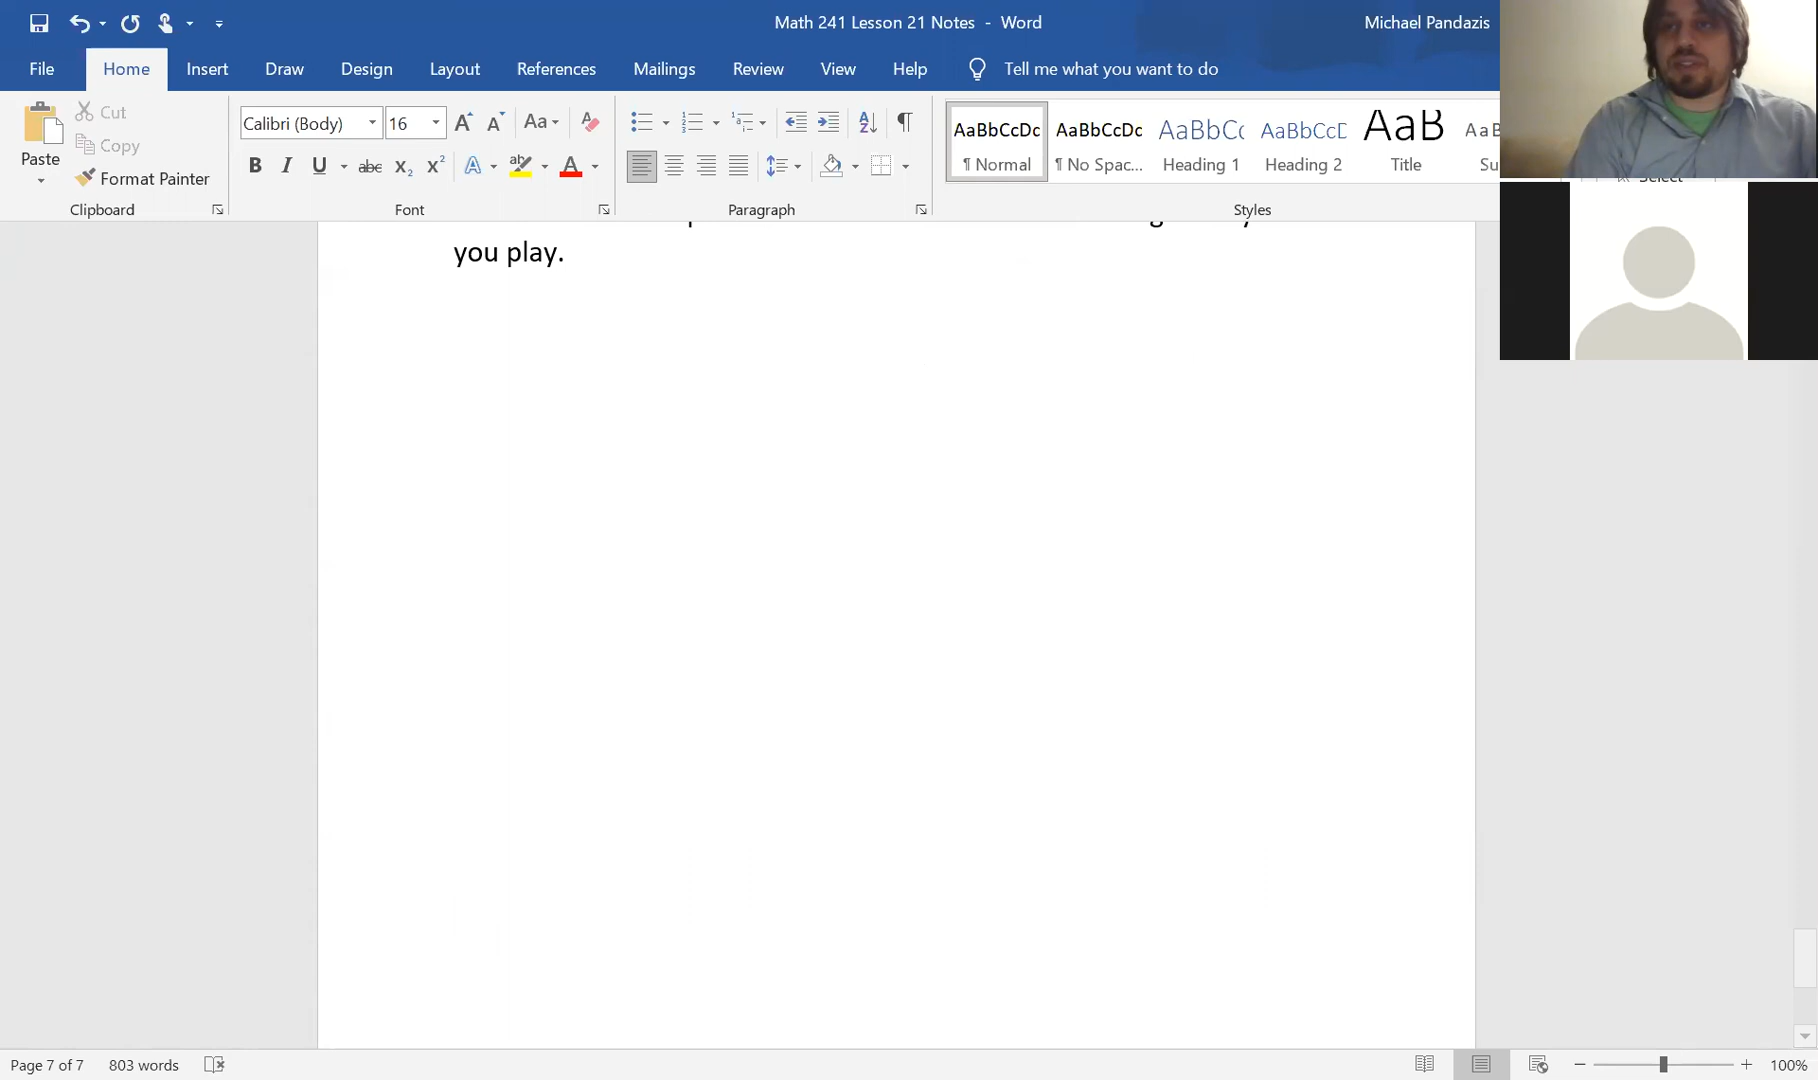 Math 241 Lesson 21 Notes - Word
Michael Pandazis
File Home Insert Draw Design Layout References Mailings Review View Help Tell me what you want to do
Paste
Cut
Copy
Format Painter
Clipboard
Calibri (Body) 16
Font
Paragraph
AaBbCcDc
¶ Normal
AaBbCcDc
¶ No Spac...
AaBbCc
Heading 1
AaBbCcD
Heading 2
AaB
Title
Styles
Select
you play.
Page 7 of 7 803 words
100%